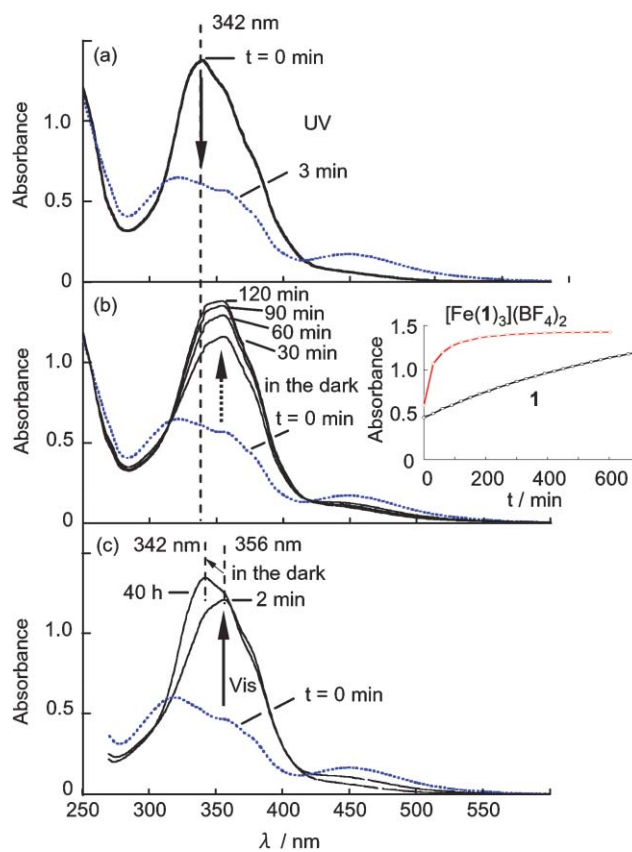 342 nm
(a)
t = 0 min
UV
3 min
Absorbance
1.0
0.5
0
(b)
120 min
90 min
60 min
30 min
in the dark
t = 0 min
Absorbance
1.0
0.5
0
[Fe(1)₃](BF₄)₂
1.5
1.0
0.5
0
Absorbance
1
0 200 400 600
t / min
(c)
342 nm 356 nm
in the dark
40 h
2 min
Vis
t = 0 min
Absorbance
1.0
0.5
0
250 300 350 400 450 500 550
λ / nm